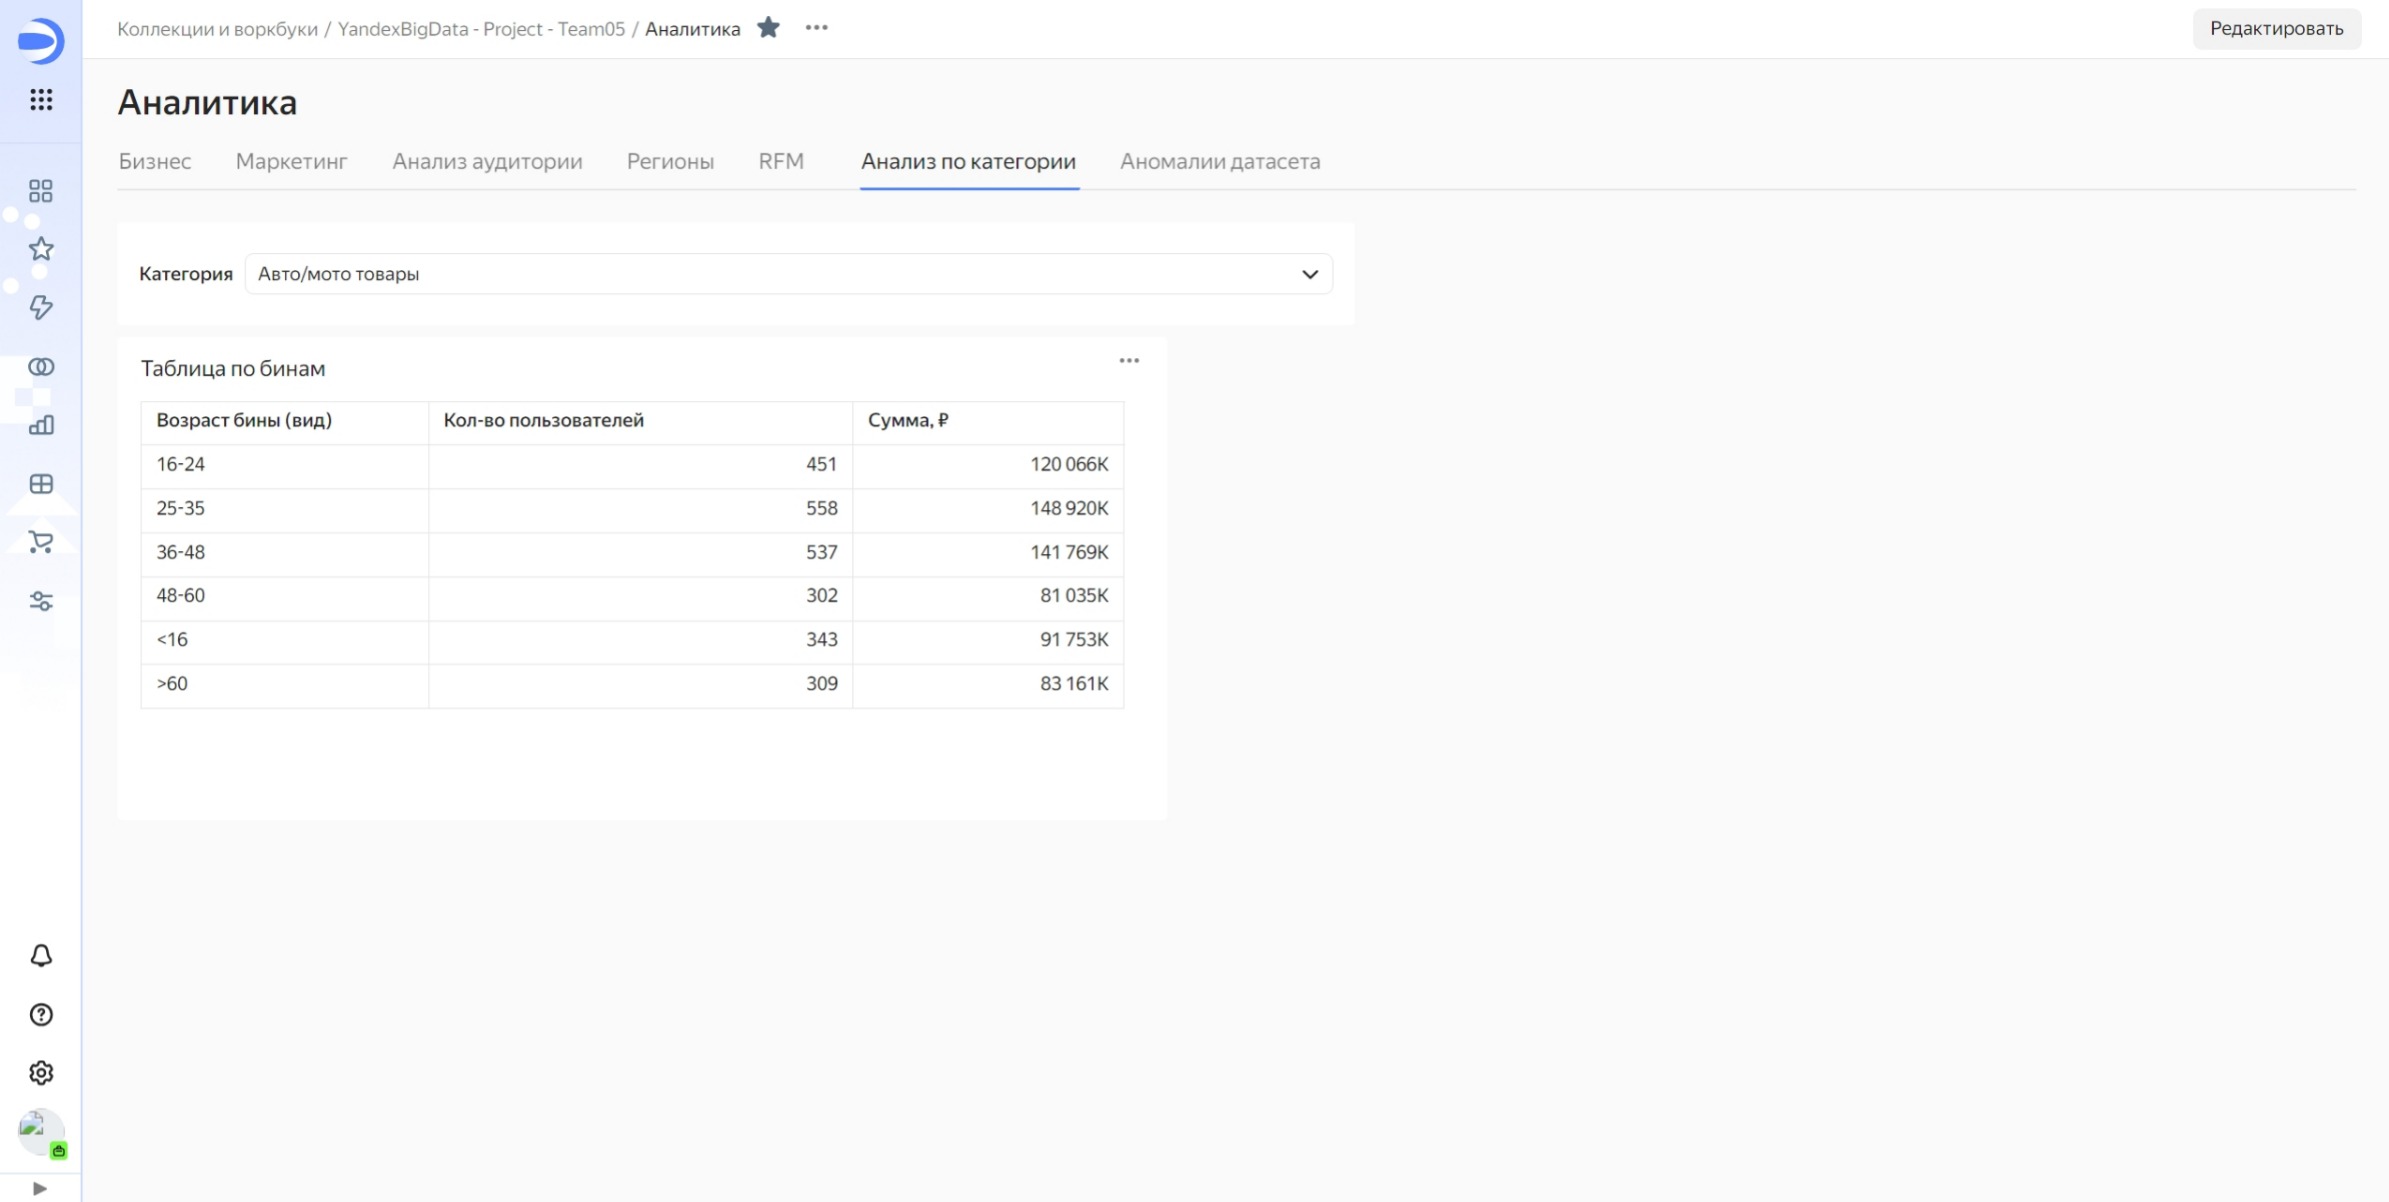 Коллекции и воркбуки / YandexBigData - Project - Team05 / Аналитика
Редактировать
Аналитика
Бизнес Маркетинг Анализ аудитории Регионы RFM Анализ по категории Аномалии датасета
Категория Авто/мото товары
Таблица по бинам
Возраст бины (вид) Кол-во пользователей Сумма, ₽
16-24 451 120 066K
25-35 558 148 920K
36-48 537 141 769K
48-60 302 81 035K
<16 343 91 753K
>60 309 83 161K